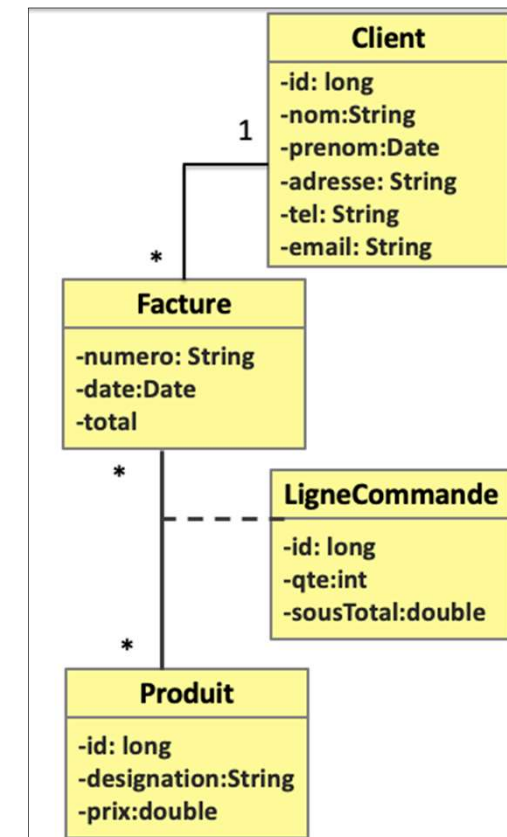 Client
-id: long
-nom:String
-prenom:Date
-adresse: String
-tel: String
-email: String
1
*
Facture
-numero: String
-date:Date
-total
*
LigneCommande
-id: long
-qte:int
-sousTotal:double
*
Produit
-id: long
-designation:String
-prix:double